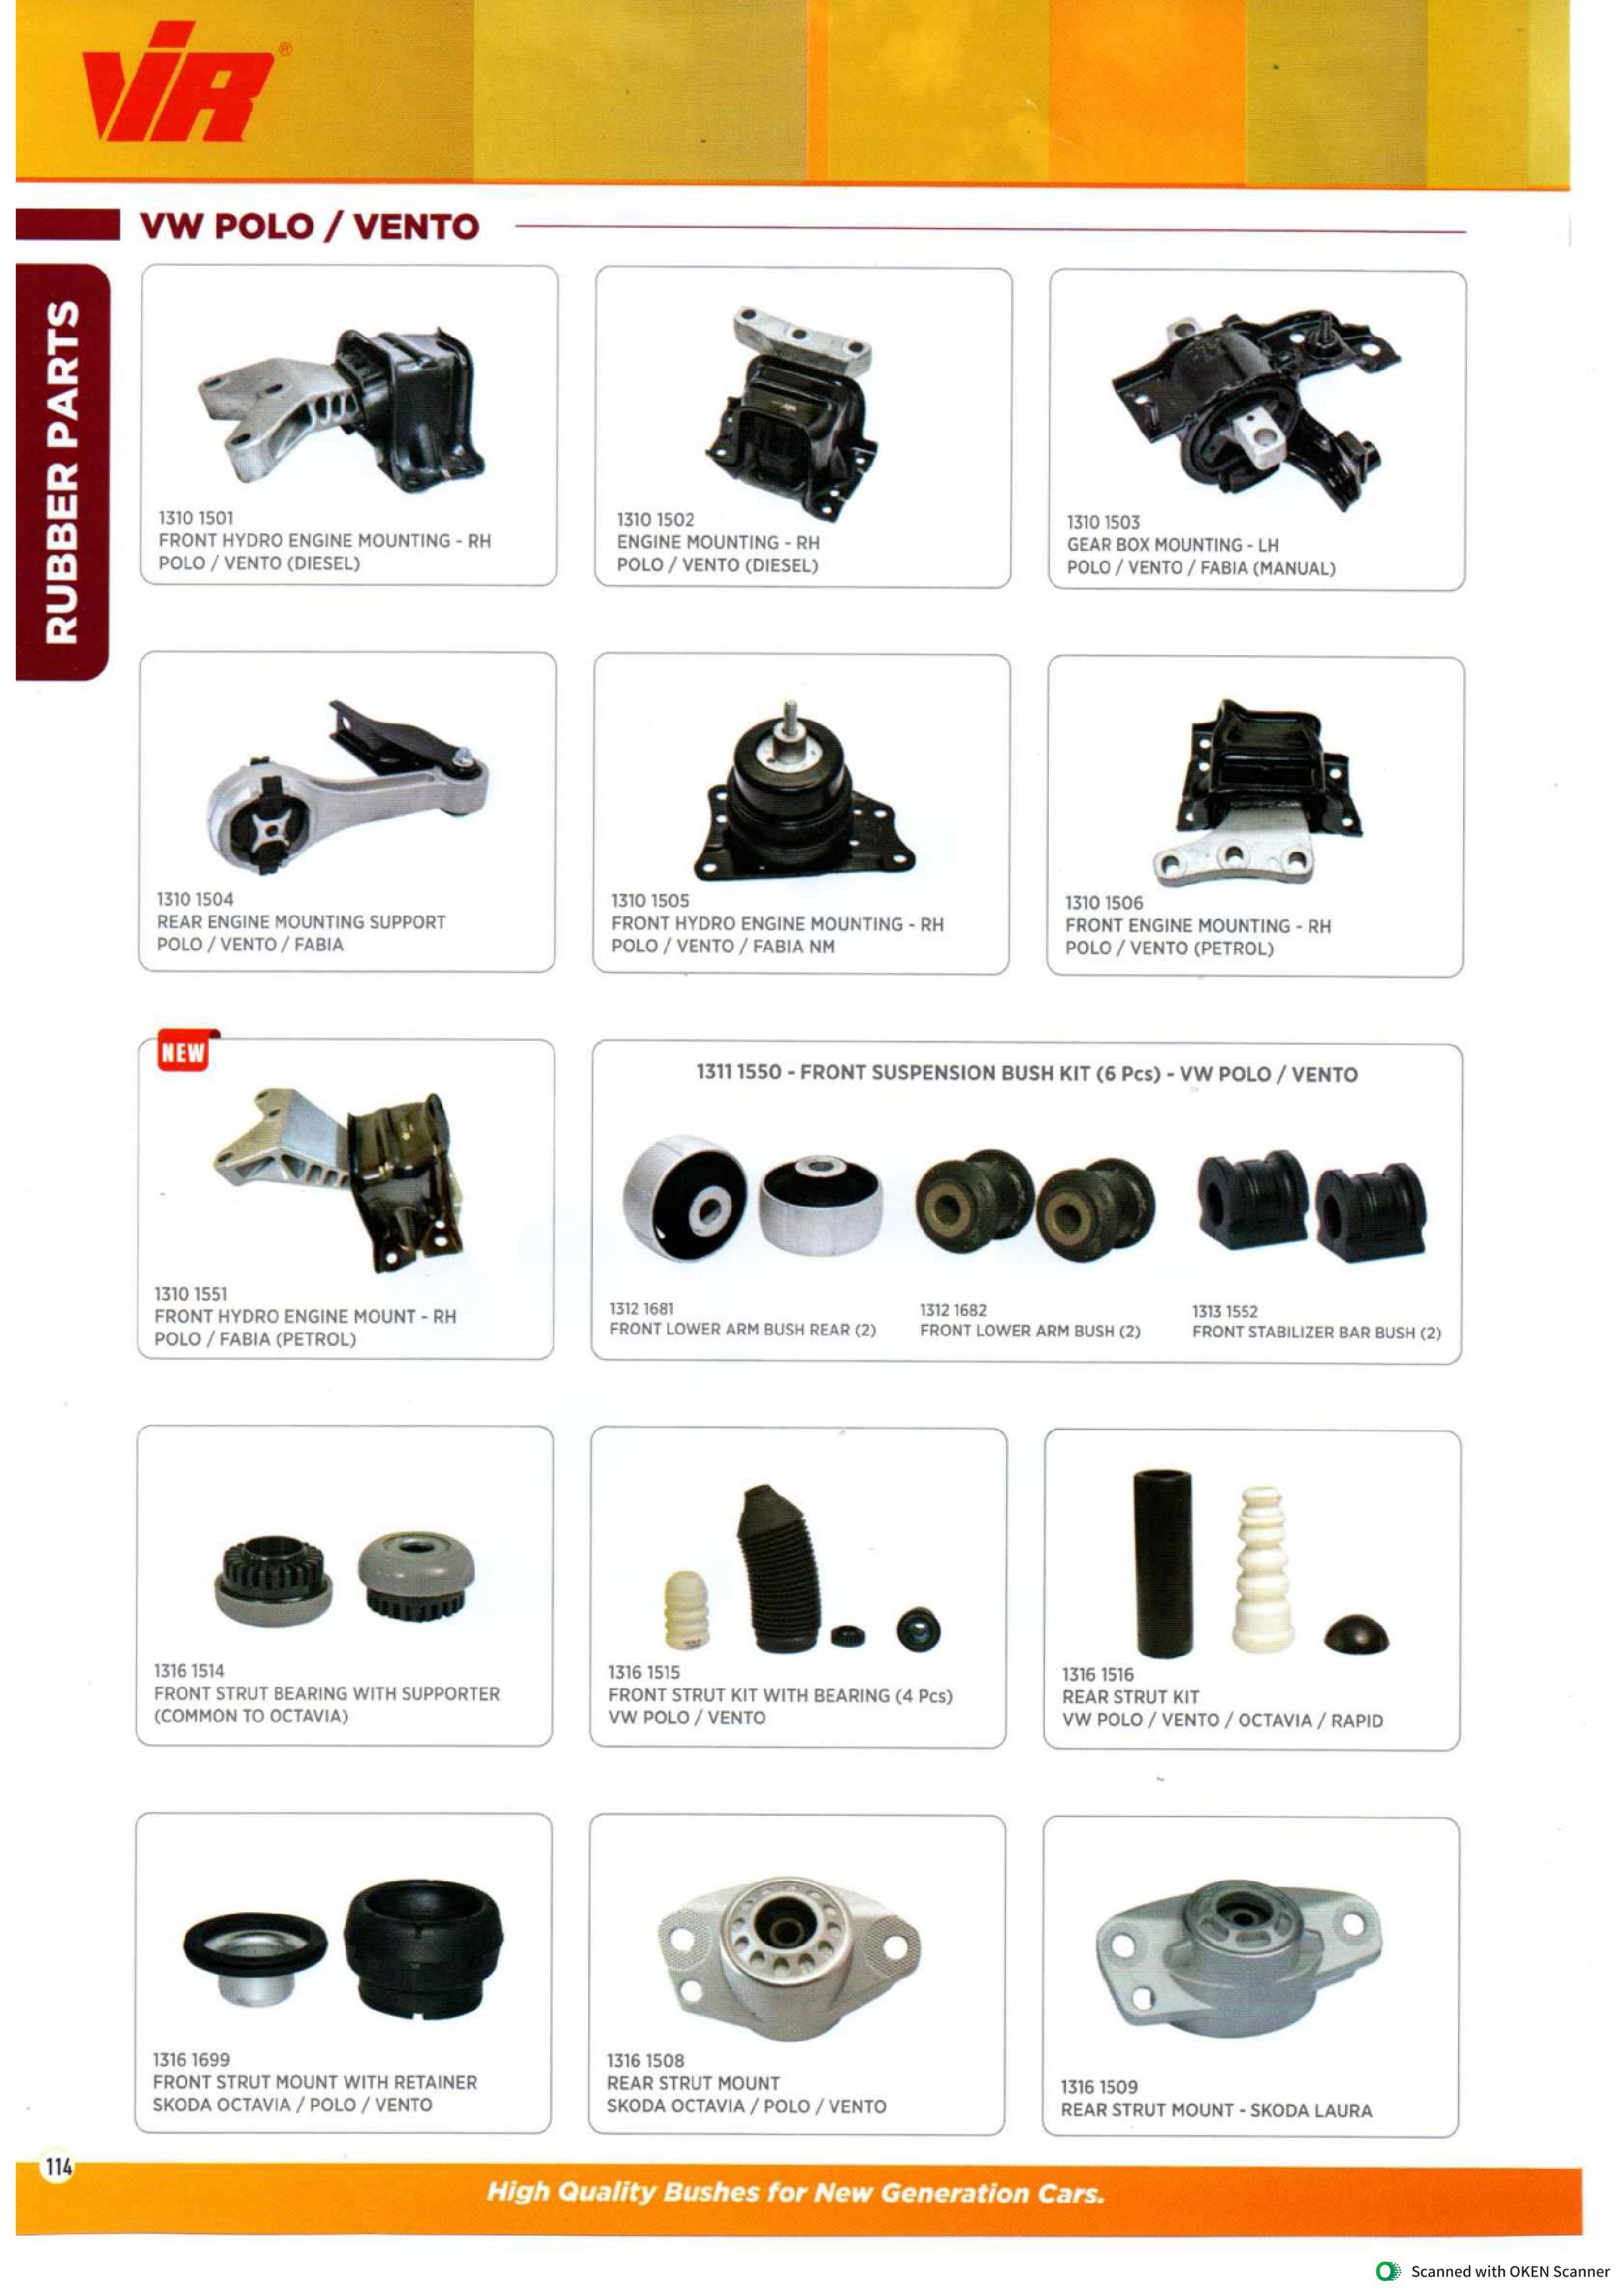 ViR®
VW POLO / VENTO
RUBBER PARTS
1310 1501
FRONT HYDRO ENGINE MOUNTING - RH
POLO / VENTO (DIESEL)
1310 1502
ENGINE MOUNTING - RH
POLO / VENTO (DIESEL)
1310 1503
GEAR BOX MOUNTING - LH
POLO / VENTO / FABIA (MANUAL)
1310 1504
REAR ENGINE MOUNTING SUPPORT
POLO / VENTO / FABIA
1310 1505
FRONT HYDRO ENGINE MOUNTING - RH
POLO / VENTO / FABIA NM
1310 1506
FRONT ENGINE MOUNTING - RH
POLO / VENTO (PETROL)
NEW
1310 1551
FRONT HYDRO ENGINE MOUNT - RH
POLO / FABIA (PETROL)
1311 1550 - FRONT SUSPENSION BUSH KIT (6 Pcs) - VW POLO / VENTO
1312 1681
FRONT LOWER ARM BUSH REAR (2)
1312 1682
FRONT LOWER ARM BUSH (2)
1313 1552
FRONT STABILIZER BAR BUSH (2)
1316 1514
FRONT STRUT BEARING WITH SUPPORTER
(COMMON TO OCTAVIA)
1316 1515
FRONT STRUT KIT WITH BEARING (4 Pcs)
VW POLO / VENTO
1316 1516
REAR STRUT KIT
VW POLO / VENTO / OCTAVIA / RAPID
1316 1699
FRONT STRUT MOUNT WITH RETAINER
SKODA OCTAVIA / POLO / VENTO
1316 1508
REAR STRUT MOUNT
SKODA OCTAVIA / POLO / VENTO
1316 1509
REAR STRUT MOUNT - SKODA LAURA
114
High Quality Bushes for New Generation Cars.
Scanned with OKEN Scanner